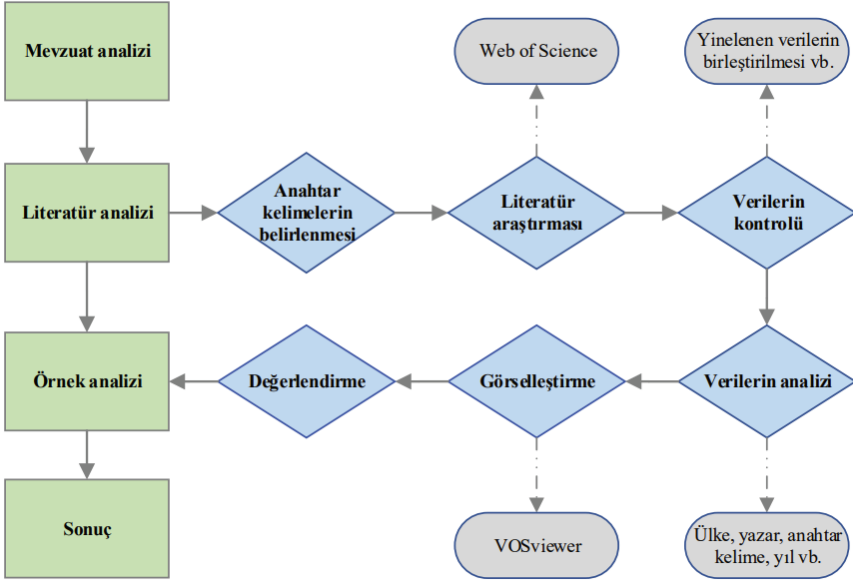 Mevzuat analizi
Web of Science
Yinelenen verilerin
birleştirilmesi vb.
Literatür analizi
Anahtar
kelimelerin
belirlenmesi
Literatür
araştırması
Verilerin
kontrolü
Örnek analizi
Değerlendirme
Görselleştirme
Verilerin analizi
Sonuç
VOSviewer
Ülke, yazar, anahtar
kelime, yıl vb.